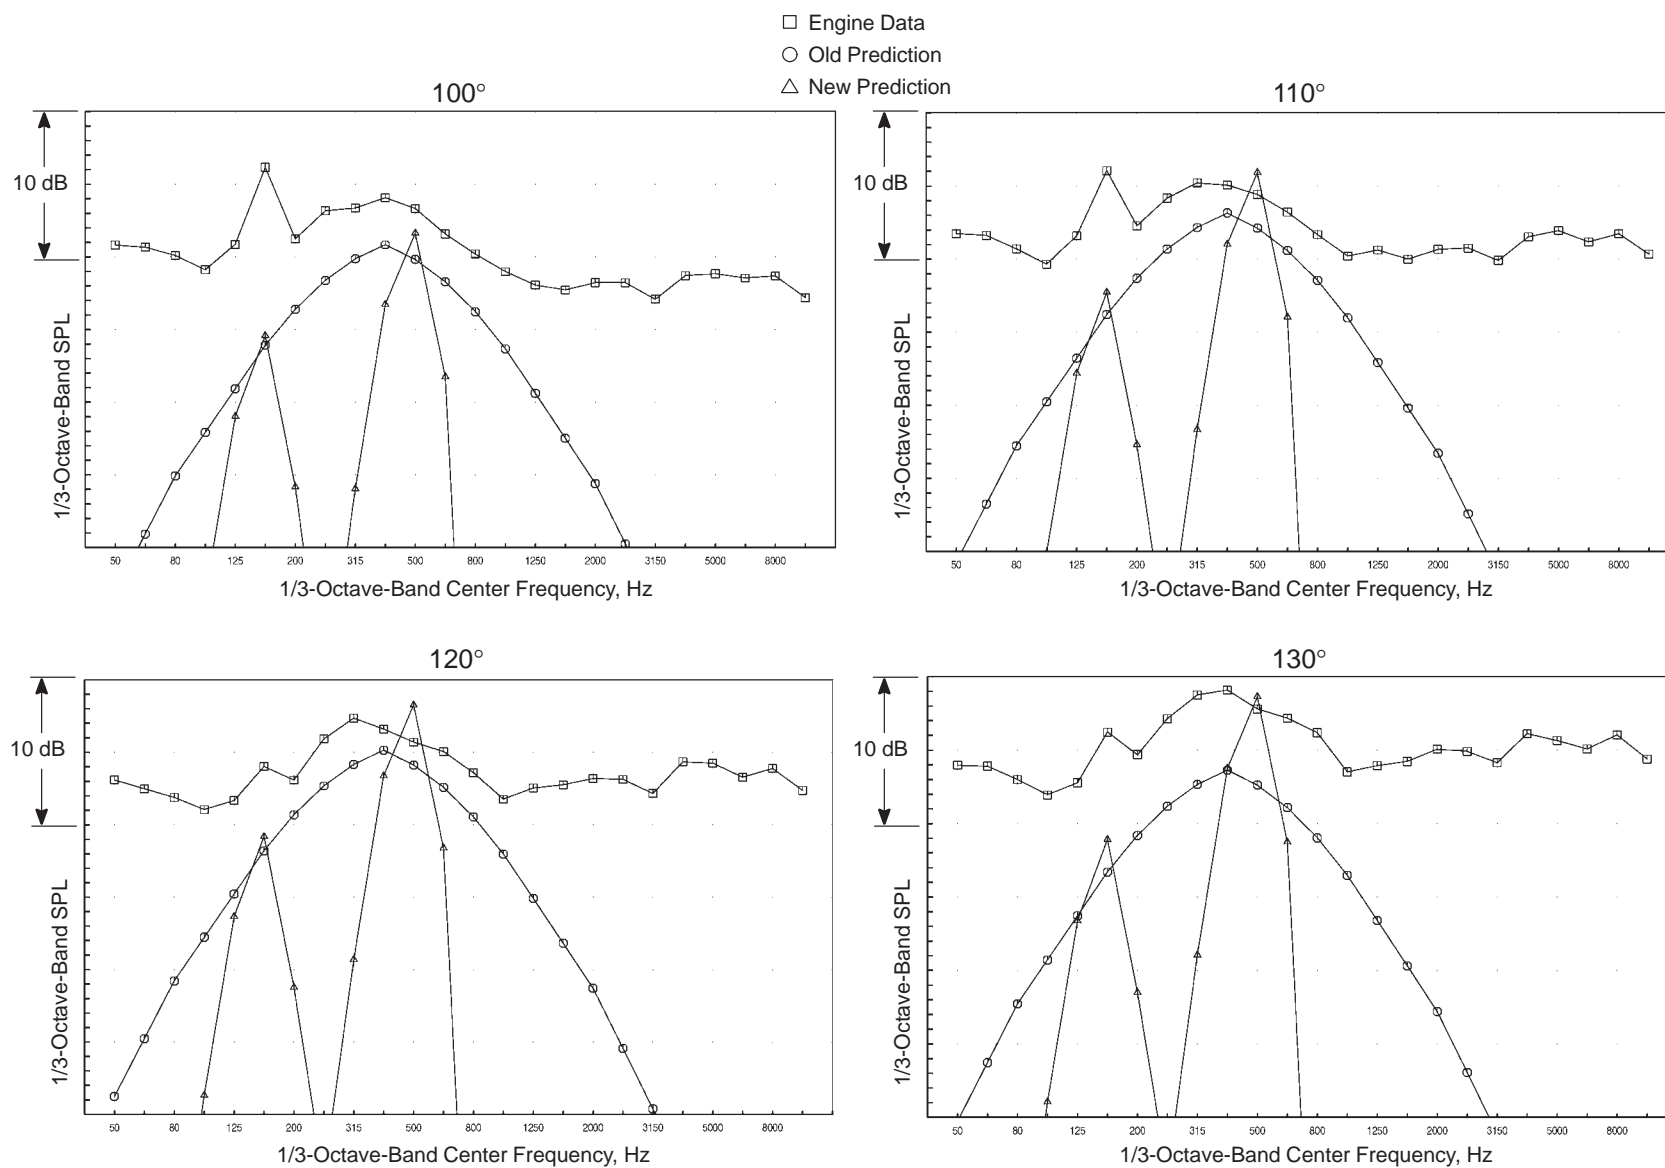 Engine Data
Old Prediction
New Prediction
100°
10 dB
1/3-Octave-Band SPL
50 80 125 200 315 500 800 1250 2000 3150 5000 8000
1/3-Octave-Band Center Frequency, Hz
110°
10 dB
1/3-Octave-Band SPL
50 80 125 200 315 500 800 1250 2000 3150 5000 8000
1/3-Octave-Band Center Frequency, Hz
120°
10 dB
1/3-Octave-Band SPL
50 80 125 200 315 500 800 1250 2000 3150 5000 8000
1/3-Octave-Band Center Frequency, Hz
130°
10 dB
1/3-Octave-Band SPL
50 80 125 200 315 500 800 1250 2000 3150 5000 8000
1/3-Octave-Band Center Frequency, Hz